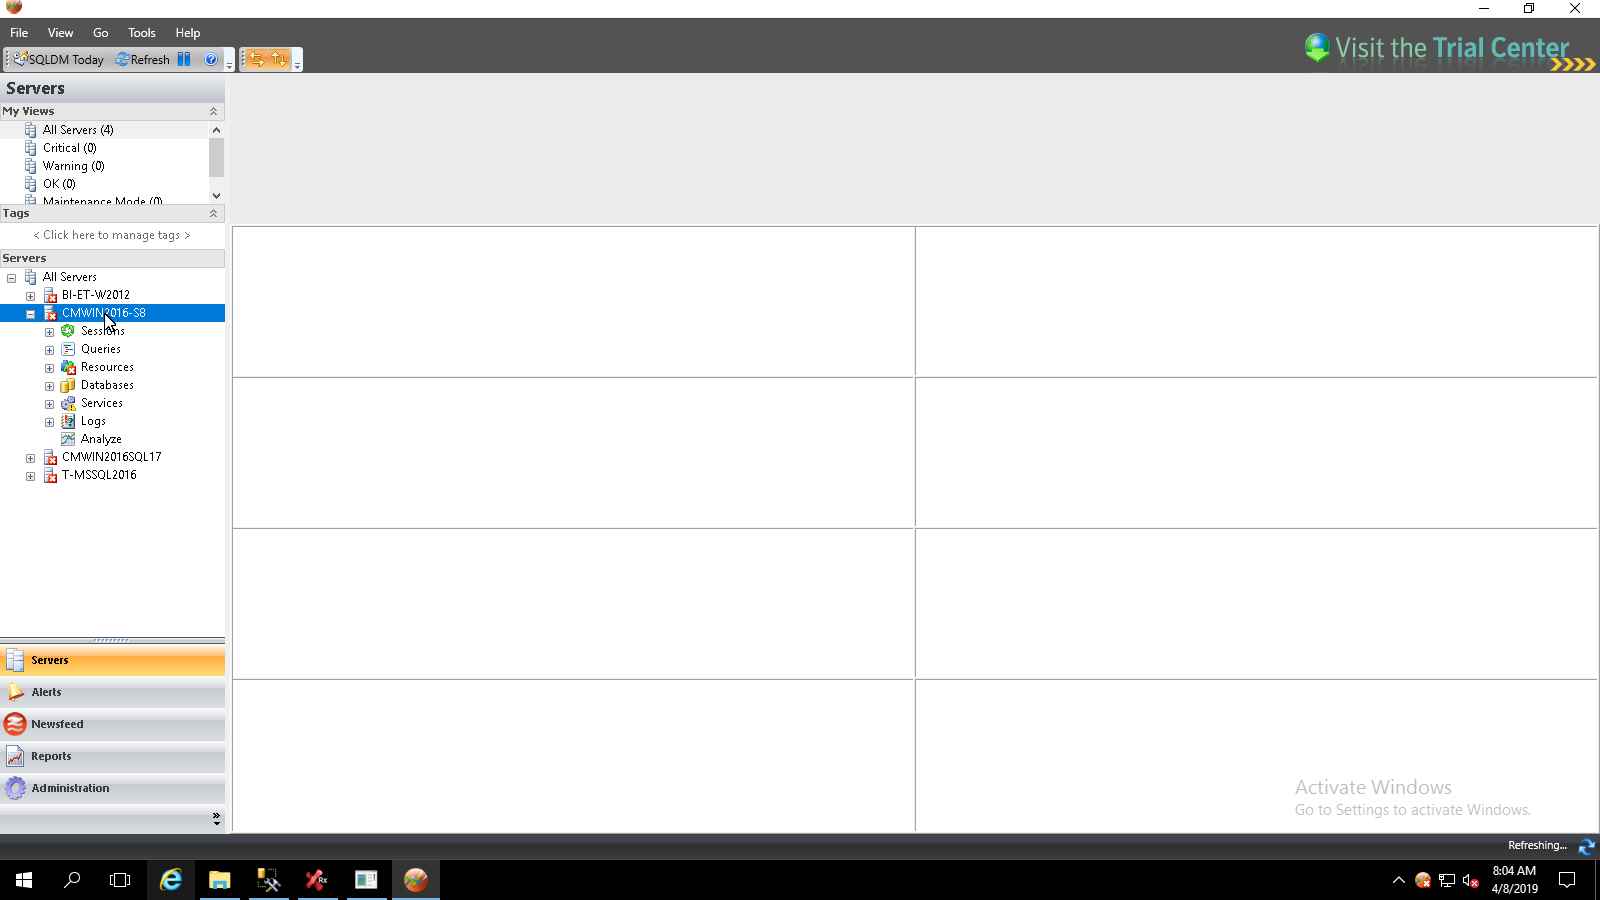 File View Go Tools Help
SQLDM Today Refresh
Visit the Trial Center
Servers
My Views
All Servers (4)
Critical (0)
Warning (0)
OK (0)
Maintenance Mode (0)
Tags
< Click here to manage tags >
Servers
All Servers
BI-ET-W2012
CMWIN2016-S8
Sessions
Queries
Resources
Databases
Services
Logs
Analyze
CMWIN2016SQL17
T-MSSQL2016
Servers
Alerts
Newsfeed
Reports
Administration
Activate Windows
Go to Settings to activate Windows.
Refreshing...
8:04 AM
4/8/2019